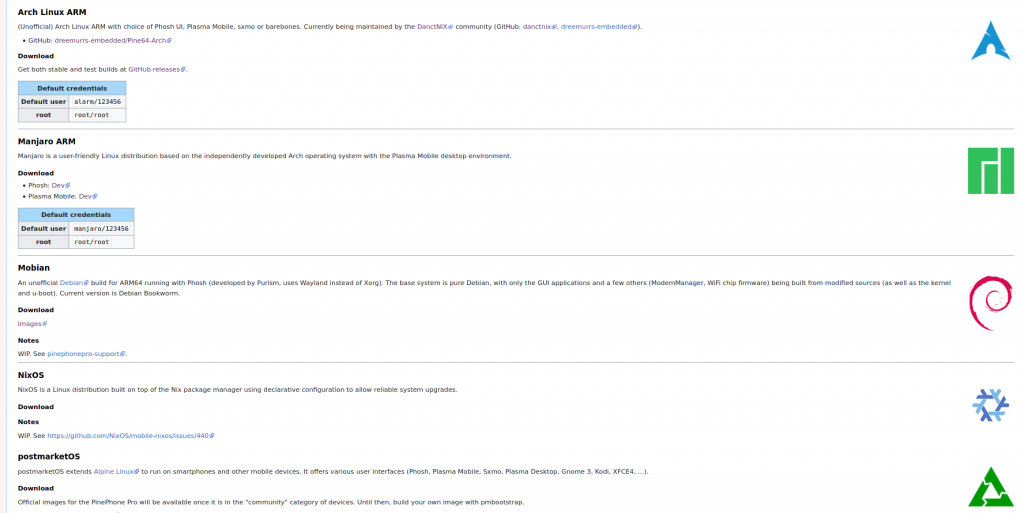 Arch Linux ARM
(Unofficial) Arch Linux ARM with choice of Phosh UI, Plasma Mobile, sxmo or barebones. Currently being maintained by the DanctNIX community (GitHub: danctnix, dreemurrs-embedded).
• GitHub: dreemurrs-embedded/Pine64-Arch
Download
Get both stable and test builds at GitHub releases.
Default credentials
Default user alarm/123456
root root/root
Manjaro ARM
Manjaro is a user-friendly Linux distribution based on the independently developed Arch operating system with the Plasma Mobile desktop environment.
Download
• Phosh: Dev
• Plasma Mobile: Dev
Default credentials
Default user manjaro/123456
root root/root
Mobian
An unofficial Debian build for ARM64 running with Phosh (developed by Purism, uses Wayland instead of Xorg). The base system is pure Debian, with only the GUI applications and a few others (ModemManager, WiFi chip firmware) being built from modified sources (as well as the kernel
and u-boot). Current version is Debian Bookworm.
Download
Images
Notes
WIP. See pinephonepro-support.
NixOS
NixOS is a Linux distribution built on top of the Nix package manager using declarative configuration to allow reliable system upgrades.
Download
Notes
WIP. See https://github.com/NixOS/mobile-nixos/issues/440
postmarketOS
postmarketOS extends Alpine Linux to run on smartphones and other mobile devices. It offers various user interfaces (Phosh, Plasma Mobile, Sxmo, Plasma Desktop, Gnome 3, Kodi, XFCE4, ...).
Download
Official images for the PinePhone Pro will be available once it is in the "community" category of devices. Until then, build your own image with pmbootstrap.